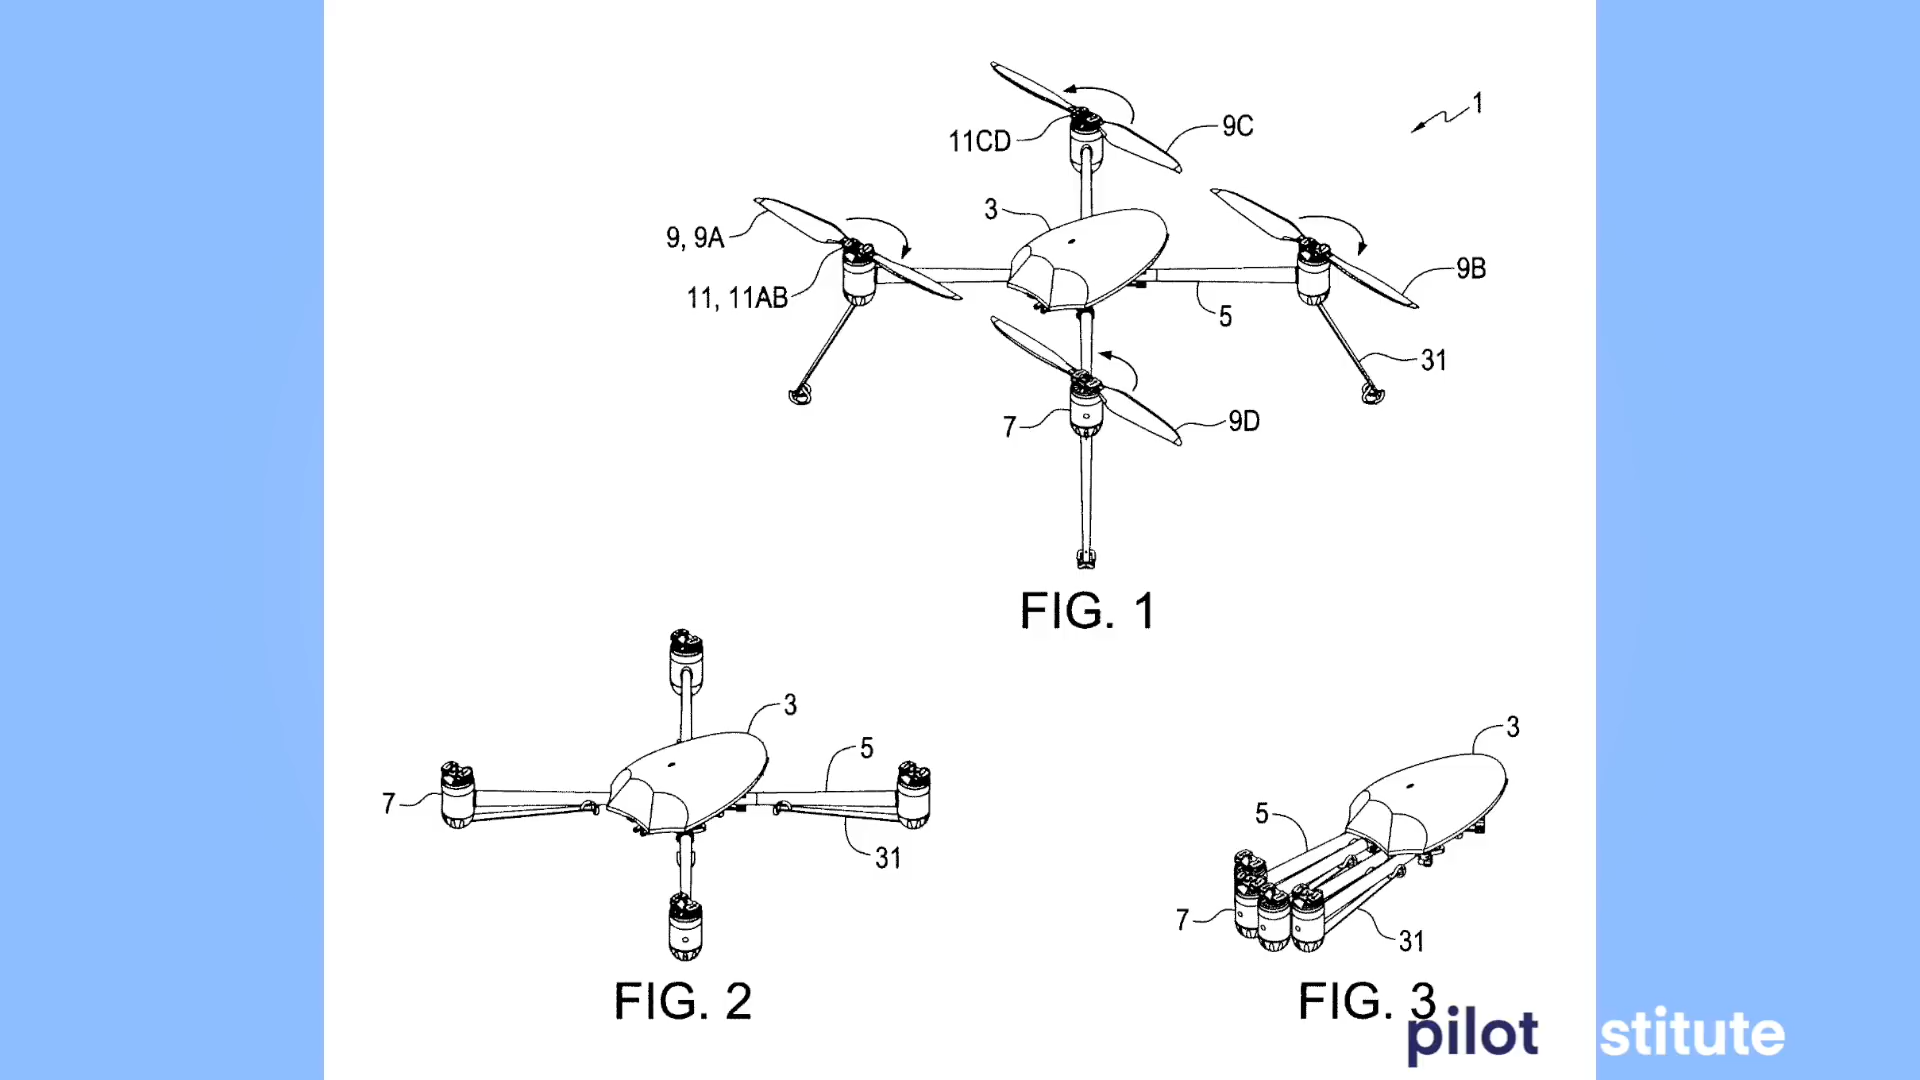 1
9C
11CD
3
9, 9A
9B
11, 11AB
5
31
7
9D
FIG. 1
3
5
7
31
FIG. 2
3
5
7
31
FIG. 3
pilot stitute